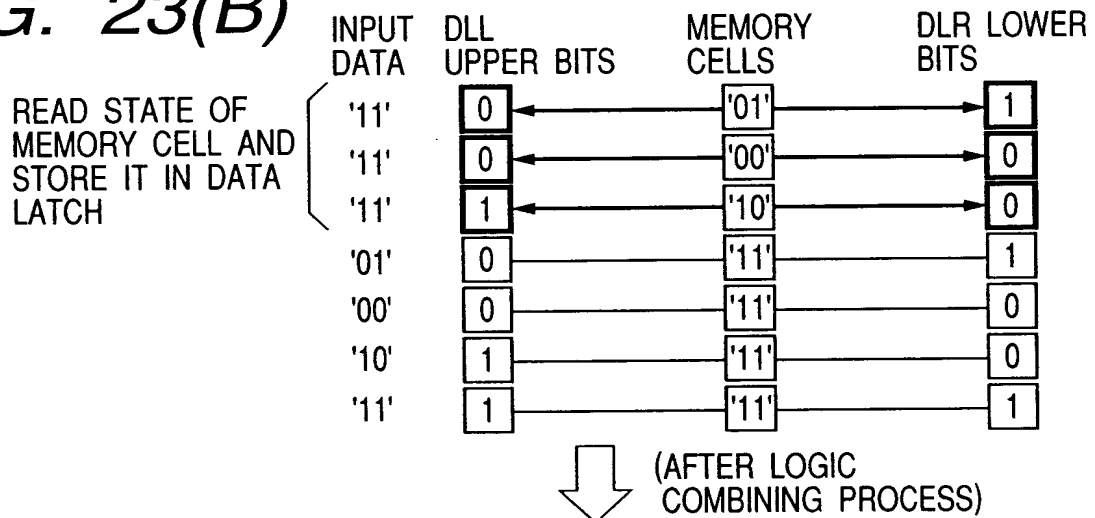 G. 23(B)
INPUT DATA
DLL UPPER BITS
MEMORY CELLS
DLR LOWER BITS
READ STATE OF
MEMORY CELL AND
STORE IT IN DATA
LATCH
'11' 0 '01' 1
'11' 0 '00' 0
'11' 1 '10' 0
'01' 0 '11' 1
'00' 0 '11' 0
'10' 1 '11' 0
'11' 1 '11' 1
(AFTER LOGIC
COMBINING PROCESS)